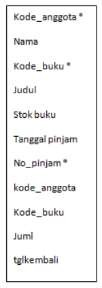 Kode_anggota *
Nama
Kode_buku *
Judul
Stok buku
Tanggal pinjam
No_pinjam *
kode_anggota
Kode_buku
Juml
tglkembali